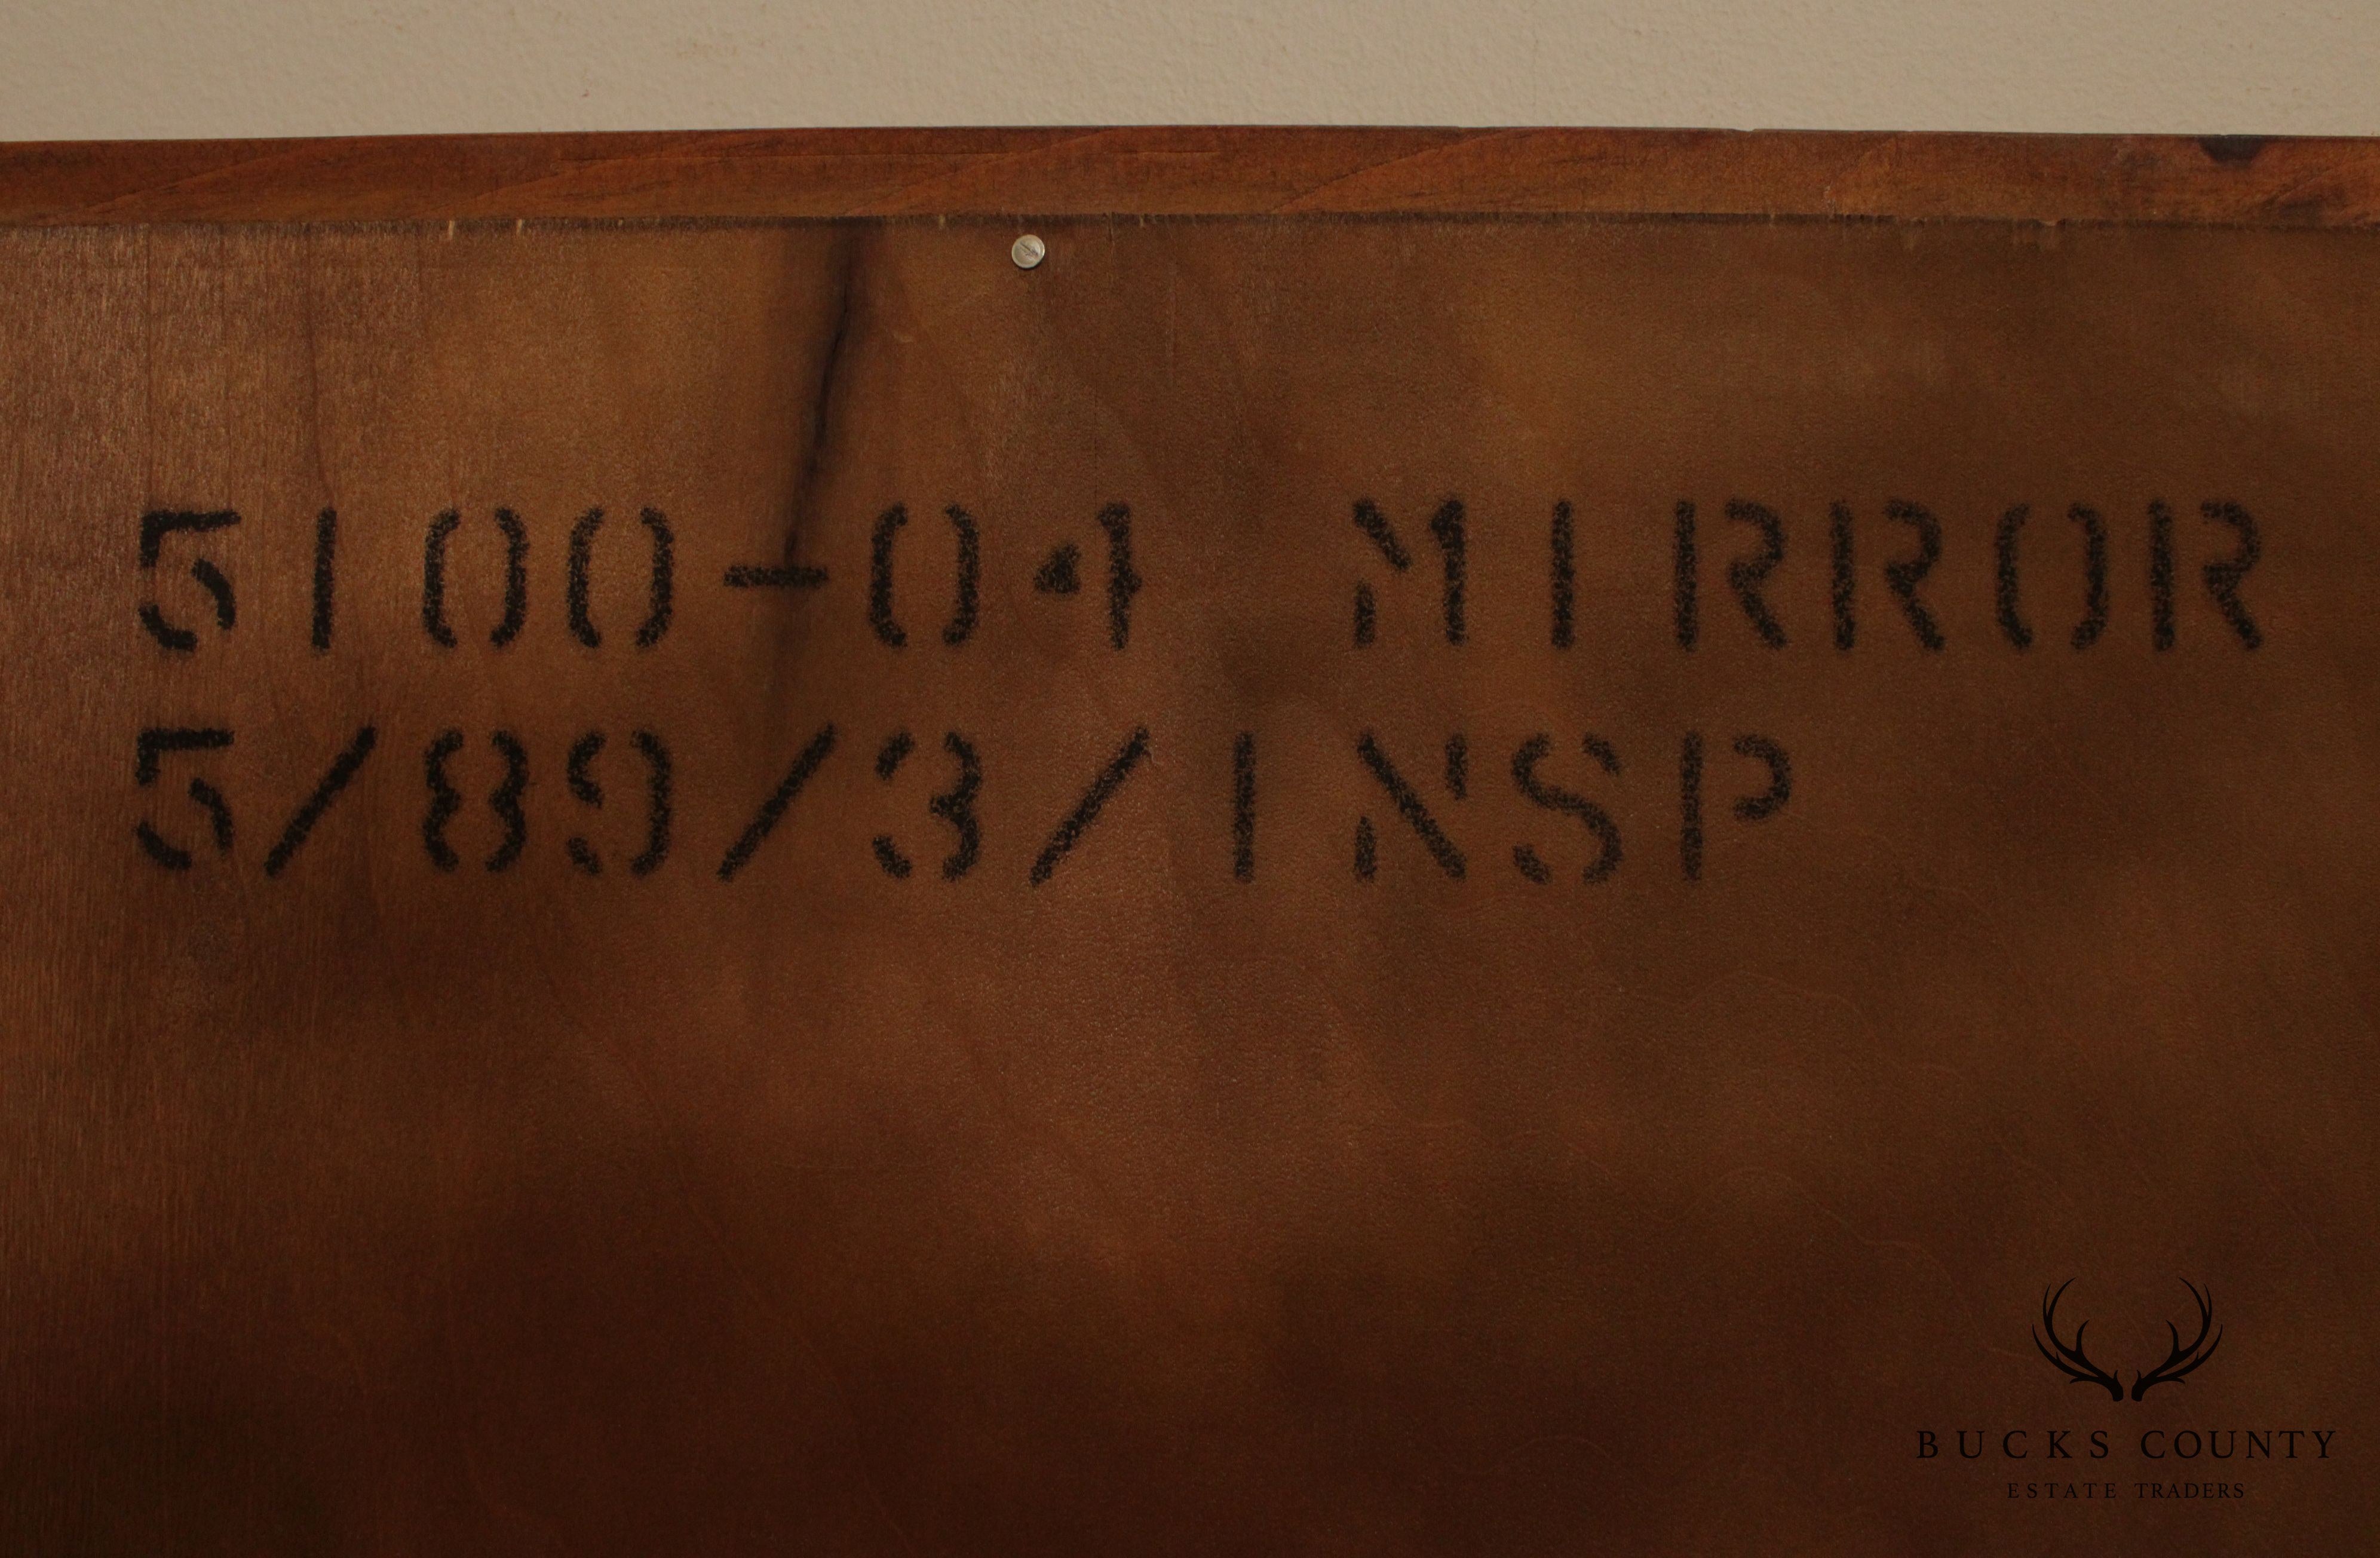 5100-04 MIRROR
5/89/3/INSP
BUCKS COUNTY
ESTATE TRADERS